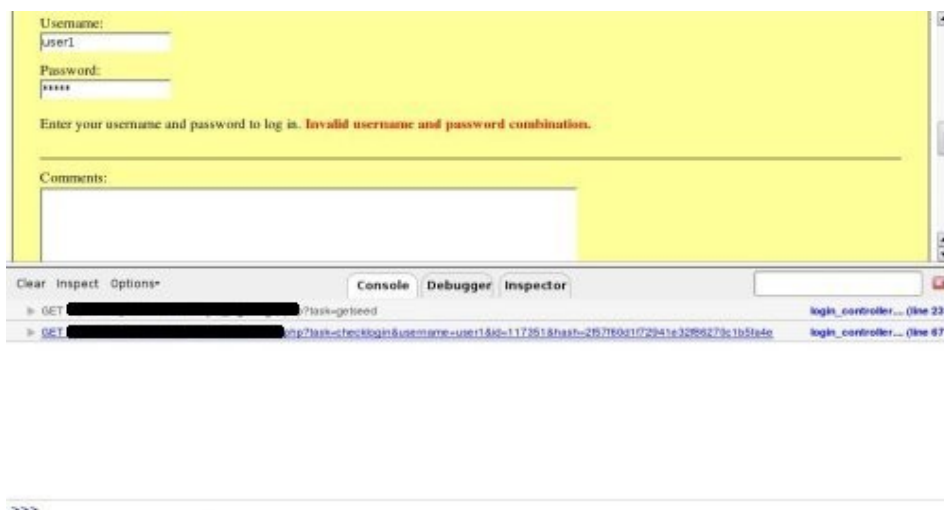 Username:
user1
Password:
*****
Enter your username and password to log in. Invalid username and password combination.
Comments:
Clear Inspect Options Console Debugger Inspector
GET ?task=getseed login_controller... (line 23
GET php?task=checklogin&username=user1&id=117351&hash= login_controller... (line 67
>>>